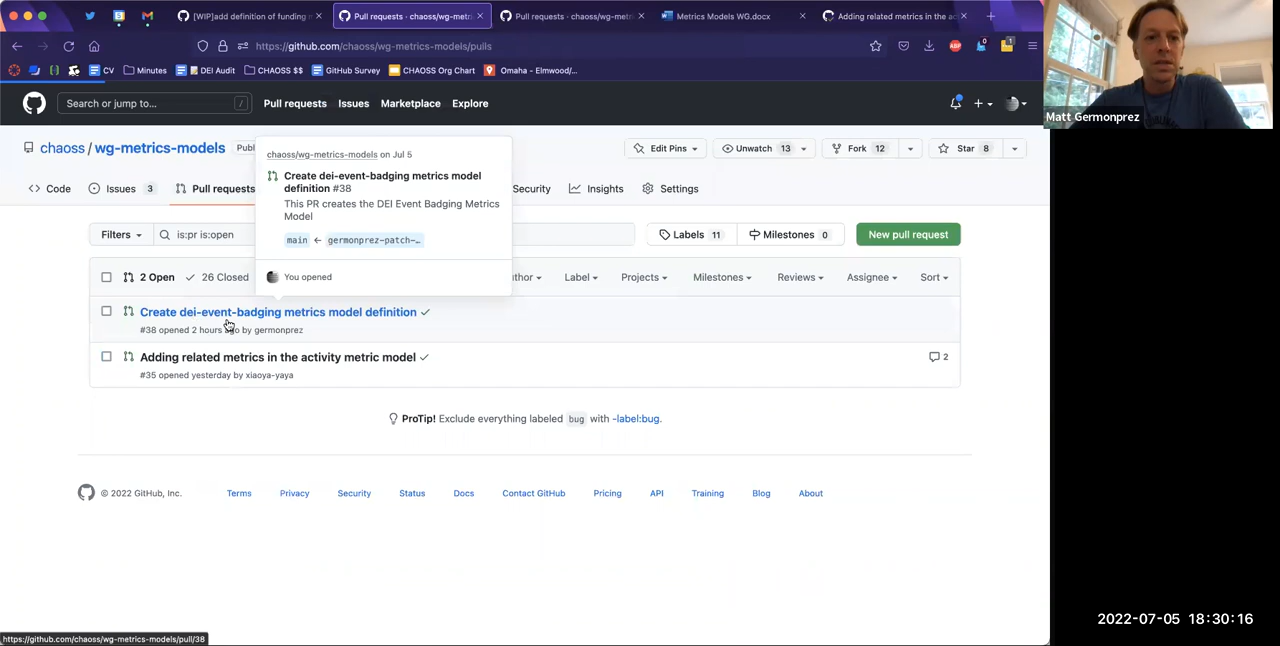 [WIP]add definition of funding m
Pull requests · chaoss/wg-metri
Pull requests · chaoss/wg-metric
Metrics Models WG.docx
Adding related metrics in the ac
https://github.com/chaoss/wg-metrics-models/pulls
CV
Minutes
DEI Audit
CHAOSS $$
GitHub Survey
CHAOSS Org Chart
Omaha - Elmwood/...
Matt Germonprez
Search or jump to...
/
Pull requests
Issues
Marketplace
Explore
chaoss / wg-metrics-models
Publ
Edit Pins
Unwatch 13
Fork 12
Star 8
chaoss/wg-metrics-models on Jul 5
Create dei-event-badging metrics model
definition #38
This PR creates the DEI Event Badging Metrics
Model
main ← germonprez-patch-...
You opened
Code
Issues 3
Pull requests
Security
Insights
Settings
Filters
is:pr is:open
Labels 11
Milestones 0
New pull request
2 Open
26 Closed
thor
Label
Projects
Milestones
Reviews
Assignee
Sort
Create dei-event-badging metrics model definition
#38 opened 2 hours ago by germonprez
Adding related metrics in the activity metric model
2
#35 opened yesterday by xiaoya-yaya
ProTip! Exclude everything labeled bug with -label:bug.
© 2022 GitHub, Inc.
Terms
Privacy
Security
Status
Docs
Contact GitHub
Pricing
API
Training
Blog
About
2022-07-05 18:30:16
https://github.com/chaoss/wg-metrics-models/pull/38